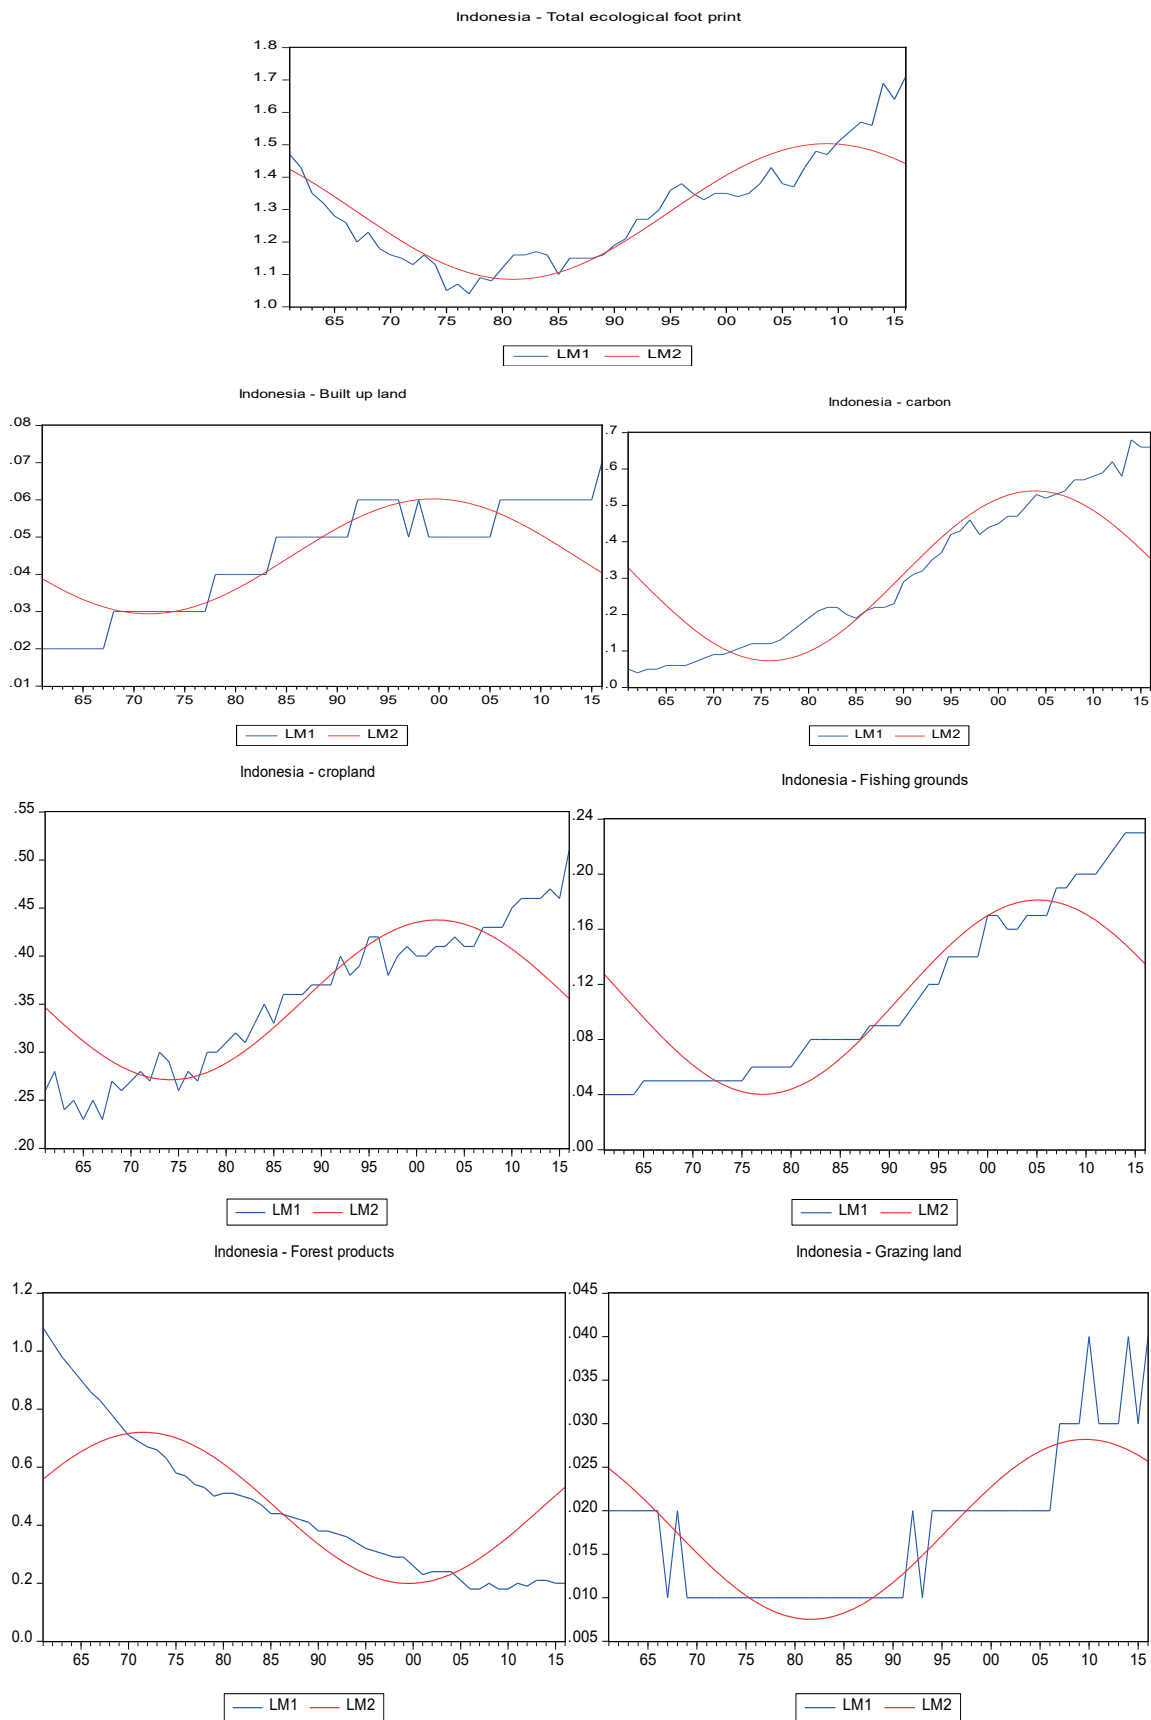 Indonesia - Total ecological foot print
1.8
1.7
1.6
1.5
1.4
1.3
1.2
1.1
1.0
65 70 75 80 85 90 95 00 05 10 15
LM1 LM2
Indonesia - Built up land
.08
.07
.06
.05
.04
.03
.02
.01
65 70 75 80 85 90 95 00 05 10 15
LM1 LM2
Indonesia - carbon
.7
.6
.5
.4
.3
.2
.1
.0
65 70 75 80 85 90 95 00 05 10 15
LM1 LM2
Indonesia - cropland
.55
.50
.45
.40
.35
.30
.25
.20
65 70 75 80 85 90 95 00 05 10 15
LM1 LM2
Indonesia - Fishing grounds
.24
.20
.16
.12
.08
.04
.00
65 70 75 80 85 90 95 00 05 10 15
LM1 LM2
Indonesia - Forest products
1.2
1.0
0.8
0.6
0.4
0.2
0.0
65 70 75 80 85 90 95 00 05 10 15
LM1 LM2
Indonesia - Grazing land
.045
.040
.035
.030
.025
.020
.015
.010
.005
65 70 75 80 85 90 95 00 05 10 15
LM1 LM2